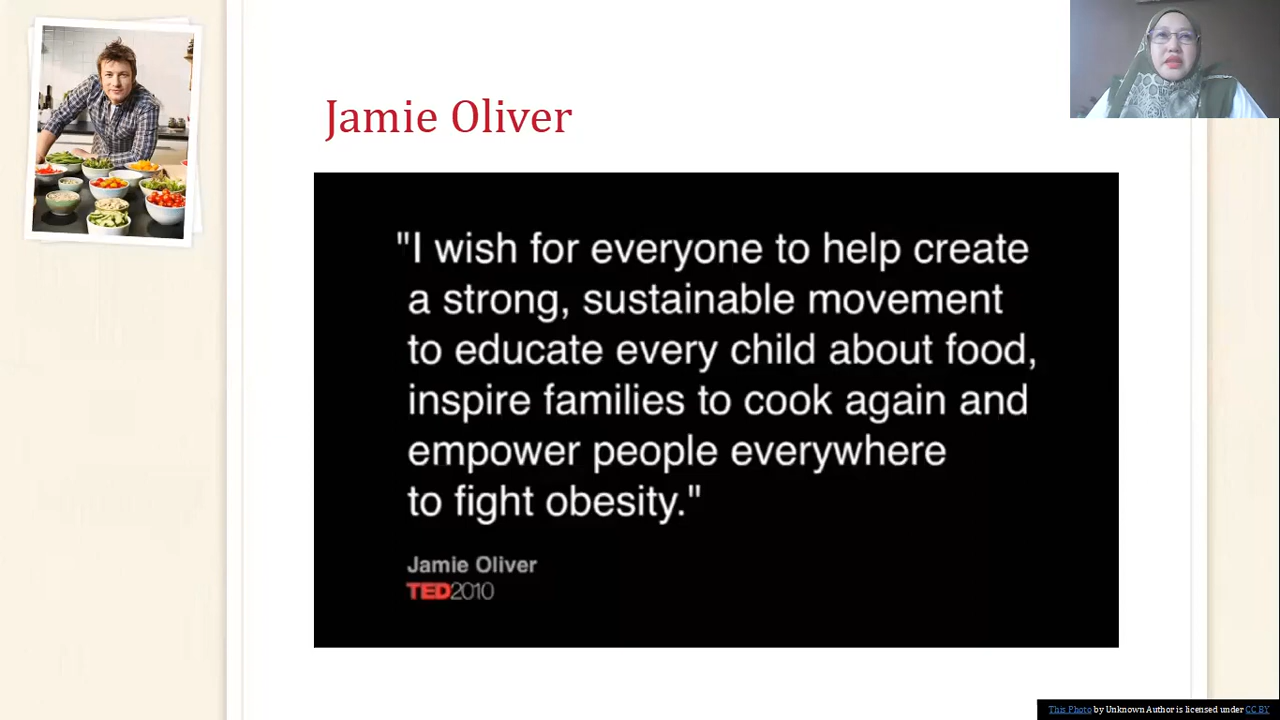 Jamie Oliver
"I wish for everyone to help create
a strong, sustainable movement
to educate every child about food,
inspire families to cook again and
empower people everywhere
to fight obesity."
Jamie Oliver
TED2010
This Photo by Unknown Author is licensed under CC BY